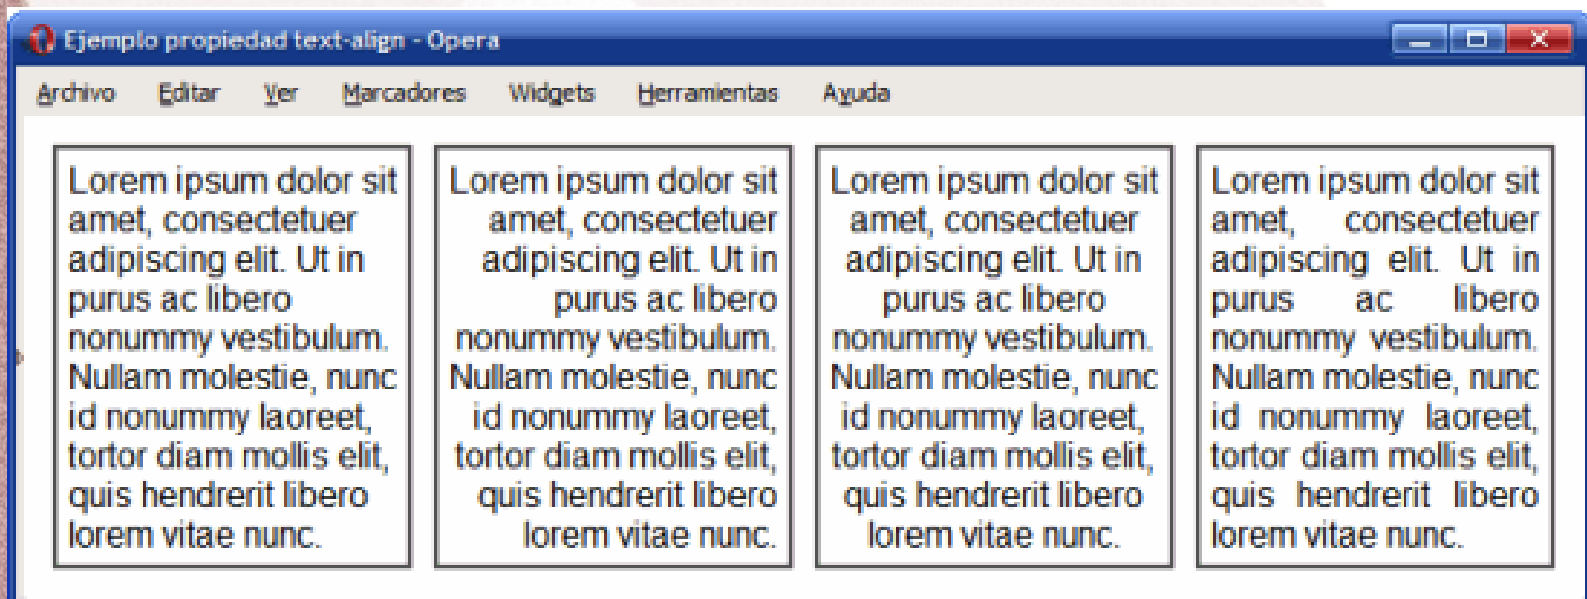 Ejemplo propiedad text-align - Opera
Archivo Editar Ver Marcadores Widgets Herramientas Ayuda
Lorem ipsum dolor sit
amet, consectetuer
adipiscing elit. Ut in
purus ac libero
nonummy vestibulum.
Nullam molestie, nunc
id nonummy laoreet,
tortor diam mollis elit,
quis hendrerit libero
lorem vitae nunc.
Lorem ipsum dolor sit
amet, consectetuer
adipiscing elit. Ut in
purus ac libero
nonummy vestibulum.
Nullam molestie, nunc
id nonummy laoreet,
tortor diam mollis elit,
quis hendrerit libero
lorem vitae nunc.
Lorem ipsum dolor sit
amet, consectetuer
adipiscing elit. Ut in
purus ac libero
nonummy vestibulum.
Nullam molestie, nunc
id nonummy laoreet,
tortor diam mollis elit,
quis hendrerit libero
lorem vitae nunc.
Lorem ipsum dolor sit
amet, consectetuer
adipiscing elit. Ut in
purus ac libero
nonummy vestibulum.
Nullam molestie, nunc
id nonummy laoreet,
tortor diam mollis elit,
quis hendrerit libero
lorem vitae nunc.